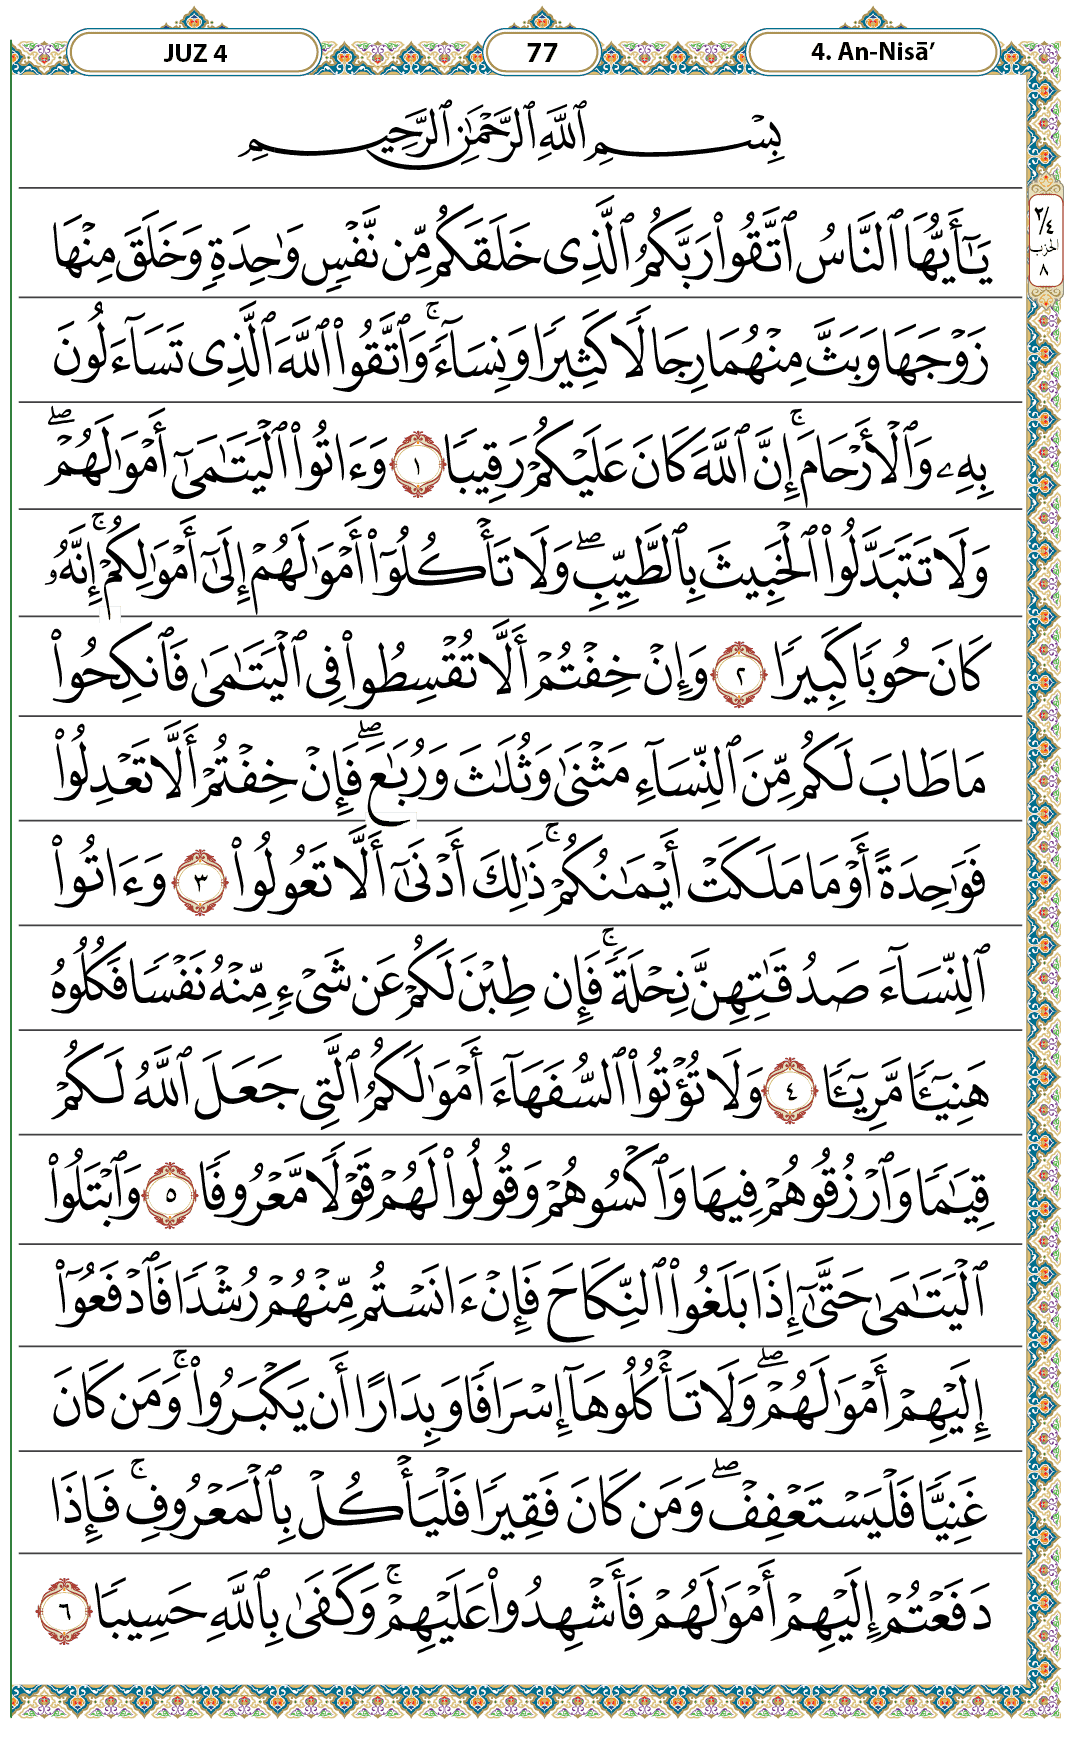 JUZ 4
77
4. An-Nisā’
بِسْمِ ٱللَّهِ ٱلرَّحْمَٰنِ ٱلرَّحِيمِ
٢/٤
الحزب
٨
يَٰٓأَيُّهَا ٱلنَّاسُ ٱتَّقُوا۟ رَبَّكُمُ ٱلَّذِى خَلَقَكُم مِّن نَّفْسٍ وَٰحِدَةٍ وَخَلَقَ مِنْهَا
زَوْجَهَا وَبَثَّ مِنْهُمَا رِجَالًا كَثِيرًا وَنِسَآءً ۚ وَٱتَّقُوا۟ ٱللَّهَ ٱلَّذِى تَسَآءَلُونَ
بِهِۦ وَٱلْأَرْحَامَ ۚ إِنَّ ٱللَّهَ كَانَ عَلَيْكُمْ رَقِيبًا ١ وَءَاتُوا۟ ٱلْيَتَٰمَىٰٓ أَمْوَٰلَهُمْ ۖ
وَلَا تَتَبَدَّلُوا۟ ٱلْخَبِيثَ بِٱلطَّيِّبِ ۖ وَلَا تَأْكُلُوٓا۟ أَمْوَٰلَهُمْ إِلَىٰٓ أَمْوَٰلِكُمْ ۚ إِنَّهُۥ
كَانَ حُوبًا كَبِيرًا ٢ وَإِنْ خِفْتُمْ أَلَّا تُقْسِطُوا۟ فِى ٱلْيَتَٰمَىٰ فَٱنكِحُوا۟
مَا طَابَ لَكُم مِّنَ ٱلنِّسَآءِ مَثْنَىٰ وَثُلَٰثَ وَرُبَٰعَ ۖ فَإِنْ خِفْتُمْ أَلَّا تَعْدِلُوا۟
فَوَٰحِدَةً أَوْ مَا مَلَكَتْ أَيْمَٰنُكُمْ ۚ ذَٰلِكَ أَدْنَىٰٓ أَلَّا تَعُولُوا۟ ٣ وَءَاتُوا۟
ٱلنِّسَآءَ صَدُقَٰتِهِنَّ نِحْلَةً ۚ فَإِن طِبْنَ لَكُمْ عَن شَىْءٍ مِّنْهُ نَفْسًا فَكُلُوهُ
هَنِيٓـًٔا مَّرِيٓـًٔا ٤ وَلَا تُؤْتُوا۟ ٱلسُّفَهَآءَ أَمْوَٰلَكُمُ ٱلَّتِى جَعَلَ ٱللَّهُ لَكُمْ
قِيَٰمًا وَٱرْزُقُوهُمْ فِيهَا وَٱكْسُوهُمْ وَقُولُوا۟ لَهُمْ قَوْلًا مَّعْرُوفًا ٥ وَٱبْتَلُوا۟
ٱلْيَتَٰمَىٰ حَتَّىٰٓ إِذَا بَلَغُوا۟ ٱلنِّكَاحَ فَإِنْ ءَانَسْتُم مِّنْهُمْ رُشْدًا فَٱدْفَعُوٓا۟
إِلَيْهِمْ أَمْوَٰلَهُمْ ۖ وَلَا تَأْكُلُوهَآ إِسْرَافًا وَبِدَارًا أَن يَكْبَرُوا۟ ۚ وَمَن كَانَ
غَنِيًّا فَلْيَسْتَعْفِفْ ۖ وَمَن كَانَ فَقِيرًا فَلْيَأْكُلْ بِٱلْمَعْرُوفِ ۚ فَإِذَا
دَفَعْتُمْ إِلَيْهِمْ أَمْوَٰلَهُمْ فَأَشْهِدُوا۟ عَلَيْهِمْ ۚ وَكَفَىٰ بِٱللَّهِ حَسِيبًا ٦